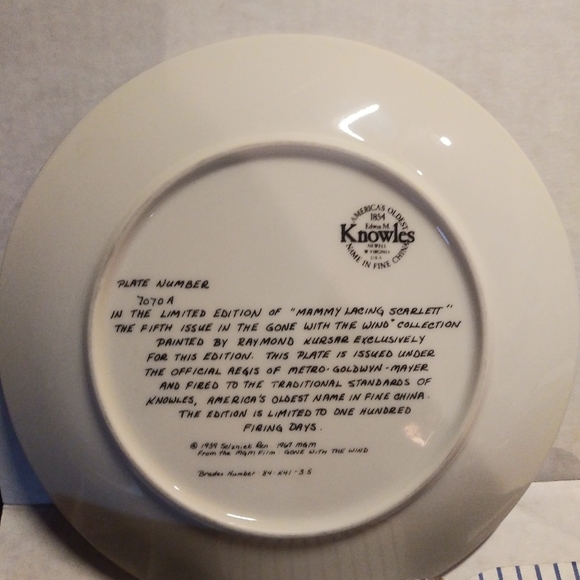 AMERICA'S OLDEST
1854
Edwin M.
Knowles
NEWELL
W. VIRGINIA
U.S.A.
NAME IN FINE CHINA
PLATE NUMBER
7070A
IN THE LIMITED EDITION OF "MAMMY LACING SCARLETT"
THE FIFTH ISSUE IN THE GONE WITH THE WIND" COLLECTION
PAINTED BY RAYMOND KURSAR EXCLUSIVELY
FOR THIS EDITION. THIS PLATE IS ISSUED UNDER
THE OFFICIAL AEGIS OF METRO-GOLDWYN-MAYER
AND FIRED TO THE TRADITIONAL STANDARDS OF
KNOWLES, AMERICA'S OLDEST NAME IN FINE CHINA.
THE EDITION IS LIMITED TO ONE HUNDRED
FIRING DAYS.
© 1939 Selznick Ren 1967 MGM
From the MGM Film GONE WITH THE WIND
Bradex Number 84-K41-3.5